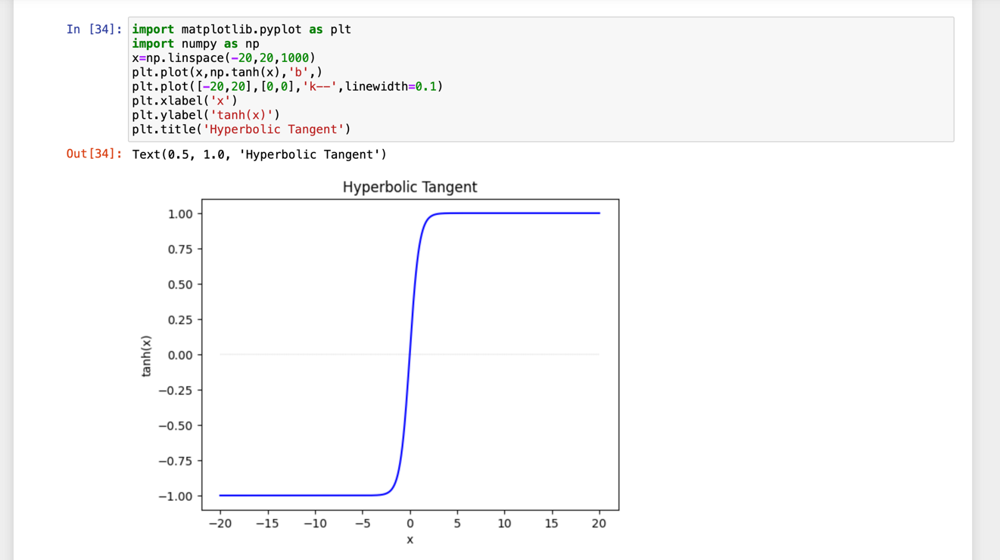 In [34]: import matplotlib.pyplot as plt
import numpy as np
x=np.linspace(-20,20,1000)
plt.plot(x,np.tanh(x),'b',)
plt.plot([-20,20],[0,0],'k--',linewidth=0.1)
plt.xlabel('x')
plt.ylabel('tanh(x)')
plt.title('Hyperbolic Tangent')
Out[34]: Text(0.5, 1.0, 'Hyperbolic Tangent')
Hyperbolic Tangent
1.00
0.75
0.50
0.25
0.00
−0.25
−0.50
−0.75
−1.00
tanh(x)
−20 −15 −10 −5 0 5 10 15 20
x